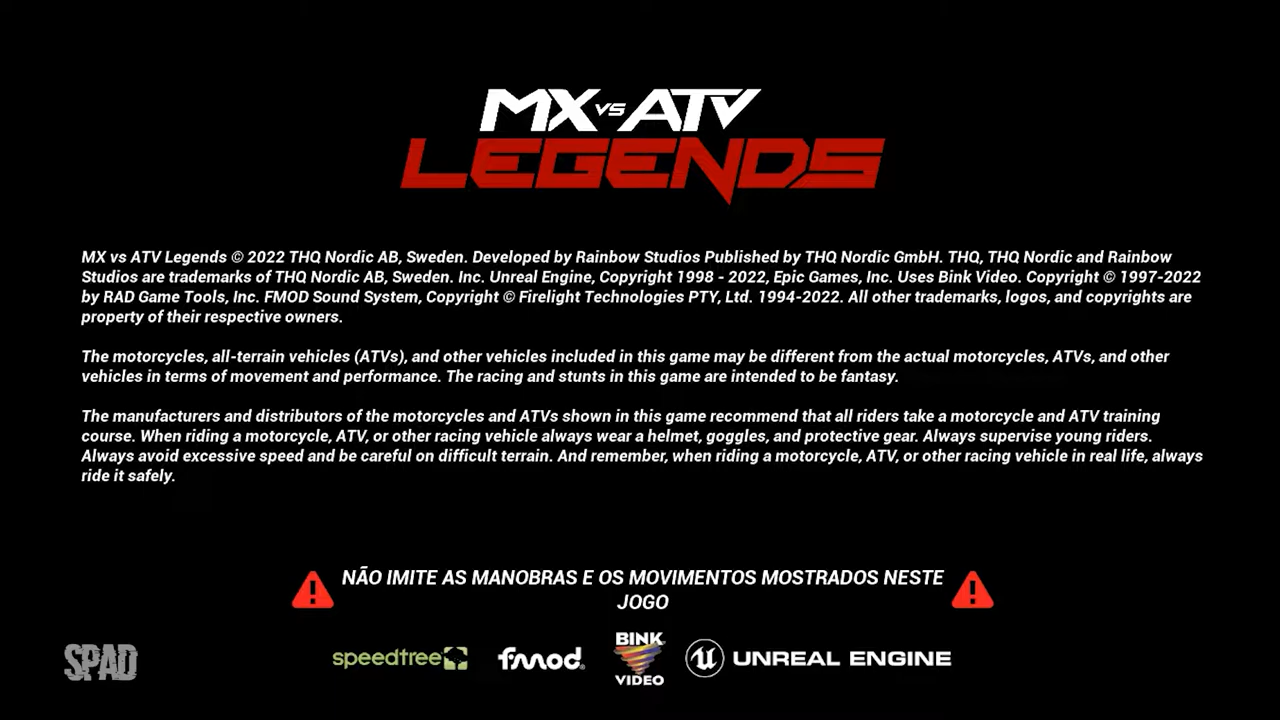 MX vs ATV
LEGENDS
MX vs ATV Legends © 2022 THQ Nordic AB, Sweden. Developed by Rainbow Studios Published by THQ Nordic GmbH. THQ, THQ Nordic and Rainbow
Studios are trademarks of THQ Nordic AB, Sweden. Inc. Unreal Engine, Copyright 1998 - 2022, Epic Games, Inc. Uses Bink Video. Copyright © 1997-2022
by RAD Game Tools, Inc. FMOD Sound System, Copyright © Firelight Technologies PTY, Ltd. 1994-2022. All other trademarks, logos, and copyrights are
property of their respective owners.
The motorcycles, all-terrain vehicles (ATVs), and other vehicles included in this game may be different from the actual motorcycles, ATVs, and other
vehicles in terms of movement and performance. The racing and stunts in this game are intended to be fantasy.
The manufacturers and distributors of the motorcycles and ATVs shown in this game recommend that all riders take a motorcycle and ATV training
course. When riding a motorcycle, ATV, or other racing vehicle always wear a helmet, goggles, and protective gear. Always supervise young riders.
Always avoid excessive speed and be careful on difficult terrain. And remember, when riding a motorcycle, ATV, or other racing vehicle in real life, always
ride it safely.
NÃO IMITE AS MANOBRAS E OS MOVIMENTOS MOSTRADOS NESTE
JOGO
SPAD
speedtree
fmod
BINK
VIDEO
UNREAL ENGINE